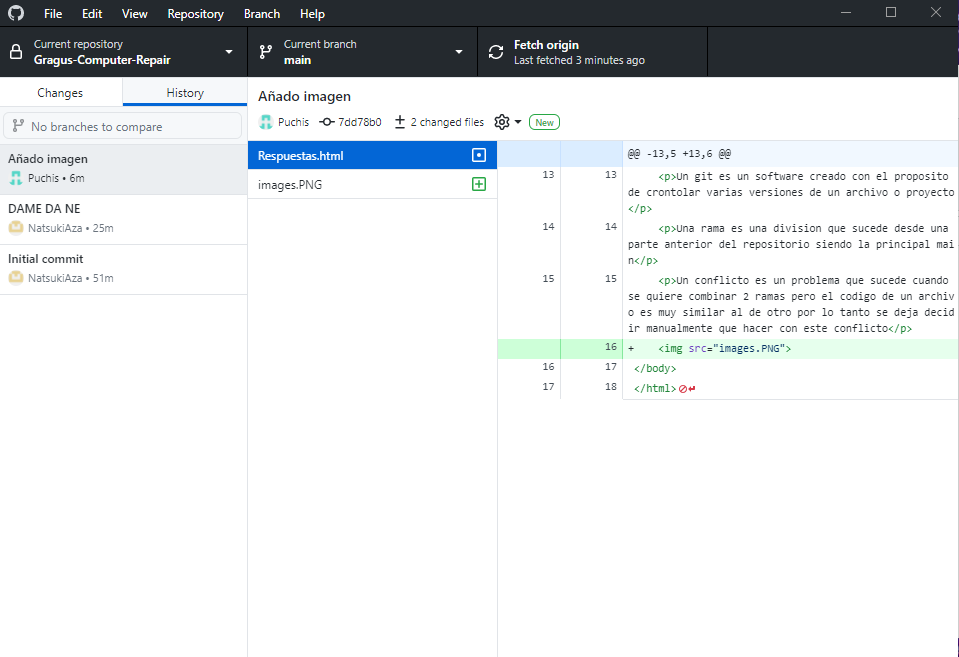 File Edit View Repository Branch Help
Current repository
Gragus-Computer-Repair
Current branch
main
Fetch origin
Last fetched 3 minutes ago
Changes
History
No branches to compare
Añado imagen
Puchis • 6m
DAME DA NE
NatsukiAza • 25m
Initial commit
NatsukiAza • 51m
Añado imagen
Puchis 7dd78b0 2 changed files New
Respuestas.html
images.PNG
@@ -13,5 +13,6 @@
13 13 <p>Un git es un software creado con el proposito
de crontolar varias versiones de un archivo o proyecto
</p>
14 14 <p>Una rama es una division que sucede desde una
parte anterior del repositorio siendo la principal mai
n</p>
15 15 <p>Un conflicto es un problema que sucede cuando
se quiere combinar 2 ramas pero el codigo de un archiv
o es muy similar al de otro por lo tanto se deja decid
ir manualmente que hacer con este conflicto</p>
16 + <img src="images.PNG">
16 17 </body>
17 18 </html>